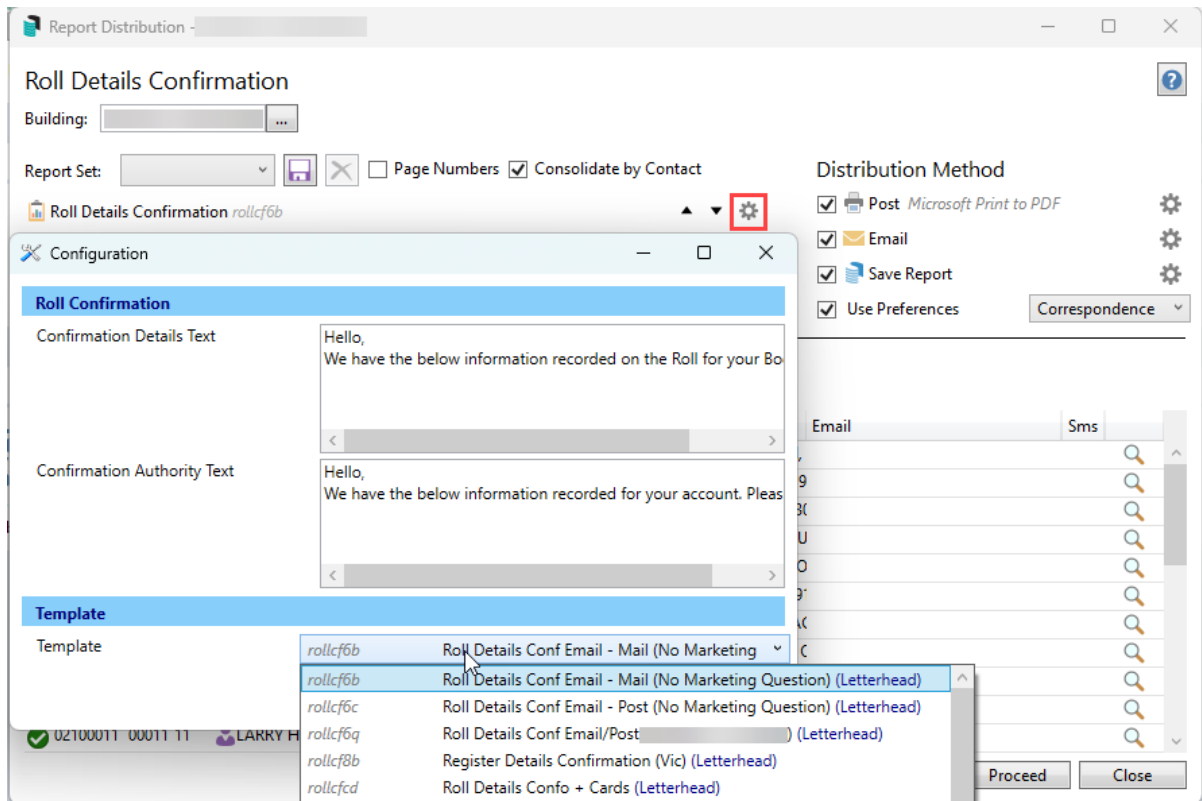 Report Distribution -
Roll Details Confirmation
Building:
...
Report Set:
Page Numbers
Consolidate by Contact
Roll Details Confirmation rollcf6b
Distribution Method
Post Microsoft Print to PDF
Email
Save Report
Use Preferences
Correspondence
Configuration
Roll Confirmation
Confirmation Details Text
Hello,
We have the below information recorded on the Roll for your Bo
Confirmation Authority Text
Hello,
We have the below information recorded for your account. Pleas
Template
Template
rollcf6b Roll Details Conf Email - Mail (No Marketing
rollcf6b Roll Details Conf Email - Mail (No Marketing Question) (Letterhead)
rollcf6c Roll Details Conf Email - Post (No Marketing Question) (Letterhead)
rollcf6q Roll Details Conf Email/Post ) (Letterhead)
rollcf8b Register Details Confirmation (Vic) (Letterhead)
rollcfcd Roll Details Confo + Cards (Letterhead)
Email Sms
02100011 00011 11 LARRY H
Proceed
Close